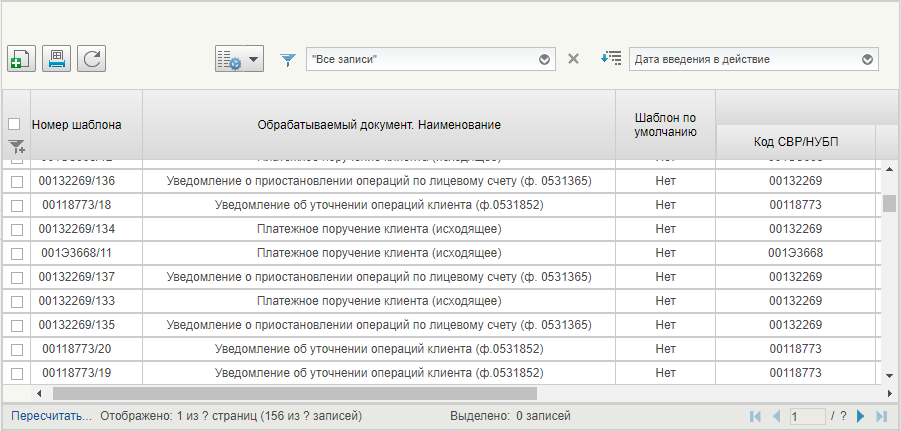 "Все записи"
Дата введения в действие
Номер шаблона
Обрабатываемый документ. Наименование
Шаблон по
умолчанию
Код СВР/НУБП
00132269/136 Уведомление о приостановлении операций по лицевому счету (ф. 0531365) Нет 00132269
00118773/18 Уведомление об уточнении операций клиента (ф.0531852) Нет 00118773
00132269/134 Платежное поручение клиента (исходящее) Нет 00132269
001Э3668/11 Платежное поручение клиента (исходящее) Нет 001Э3668
00132269/137 Уведомление о приостановлении операций по лицевому счету (ф. 0531365) Нет 00132269
00132269/133 Платежное поручение клиента (исходящее) Нет 00132269
00132269/135 Уведомление о приостановлении операций по лицевому счету (ф. 0531365) Нет 00132269
00118773/20 Уведомление об уточнении операций клиента (ф.0531852) Нет 00118773
00118773/19 Уведомление об уточнении операций клиента (ф.0531852) Нет 00118773
Пересчитать... Отображено: 1 из ? страниц (156 из ? записей) Выделено: 0 записей 1 / ?